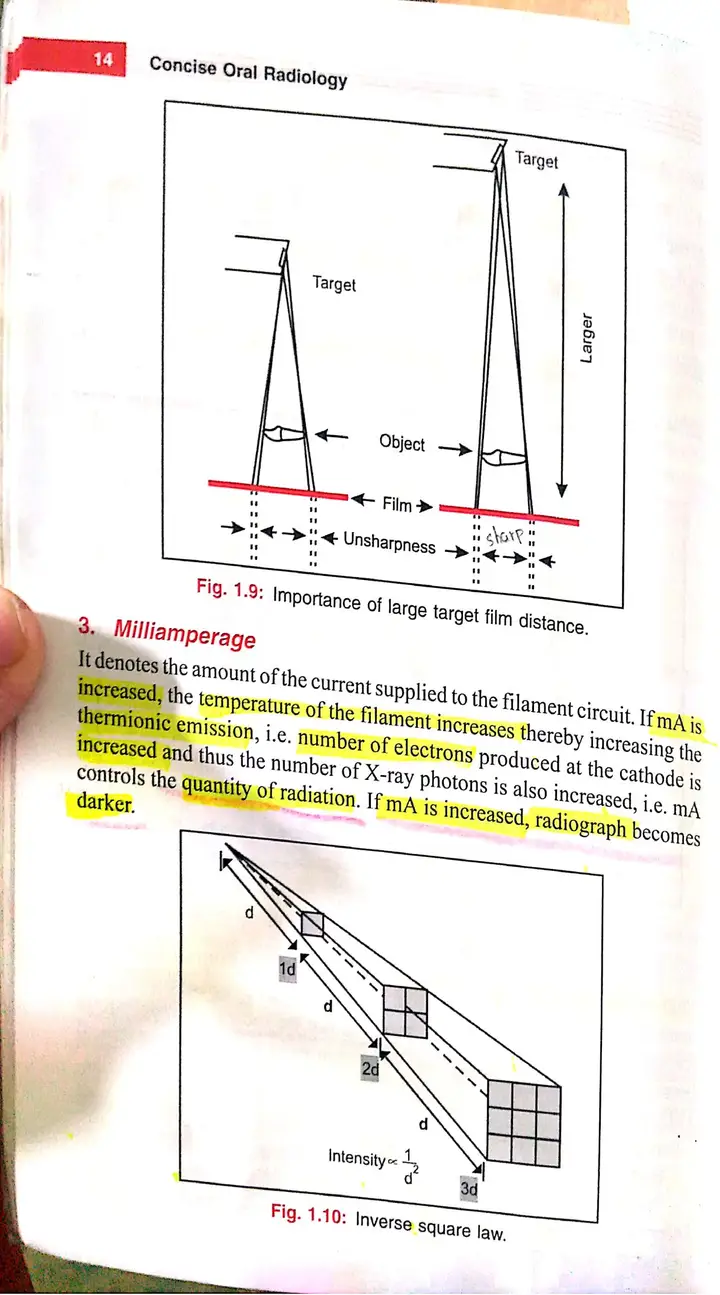 14
Concise Oral Radiology
Target
Target
Larger
Object
Film
Unsharpness
sharp
Fig. 1.9: Importance of large target film distance.
3. Milliamperage
It denotes the amount of the current supplied to the filament circuit. If mA is
increased, the temperature of the filament increases thereby increasing the
thermionic emission, i.e. number of electrons produced at the cathode is
increased and thus the number of X-ray photons is also increased, i.e. mA
controls the quantity of radiation. If mA is increased, radiograph becomes
darker.
d
1d
d
2d
d
Intensity∝ 1/d²
3d
Fig. 1.10: Inverse square law.